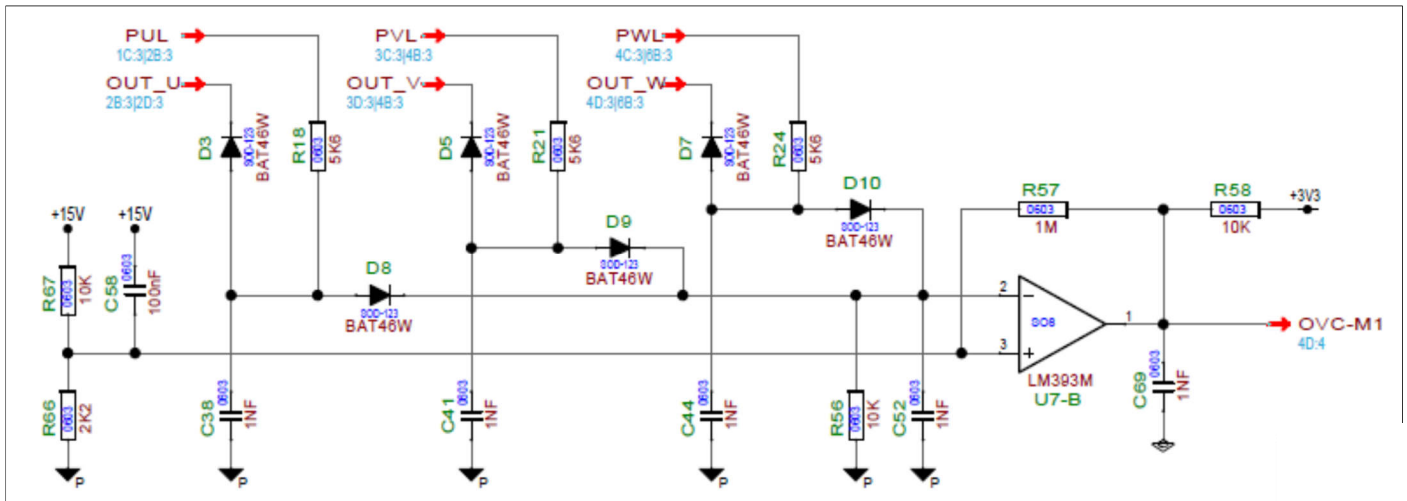 PUL
1C:3|2B:3
PVL
3C:3|4B:3
PWL
4C:3|6B:3
OUT_U
2B:3|2D:3
OUT_V
3D:3|4B:3
OUT_W
4D:3|6B:3
D3
SOD-123
BAT46W
R18
0603
5K6
D5
SOD-123
BAT46W
R21
0603
5K6
D7
SOD-123
BAT46W
R24
0603
5K6
D10
SOD-123
BAT46W
R57
0603
1M
R58
0603
10K
+3V3
+15V
+15V
D9
SOD-123
BAT46W
R67
0603
10K
C58
0603
100nF
D8
SOD-123
BAT46W
2
3
1
SO8
LM393M
U7-B
OVC-M1
4D:4
R66
0603
2K2
C38
0603
1NF
C41
0603
1NF
C44
0603
1NF
R56
0603
10K
C52
0603
1NF
C69
0603
1NF
P
P
P
P
P
P